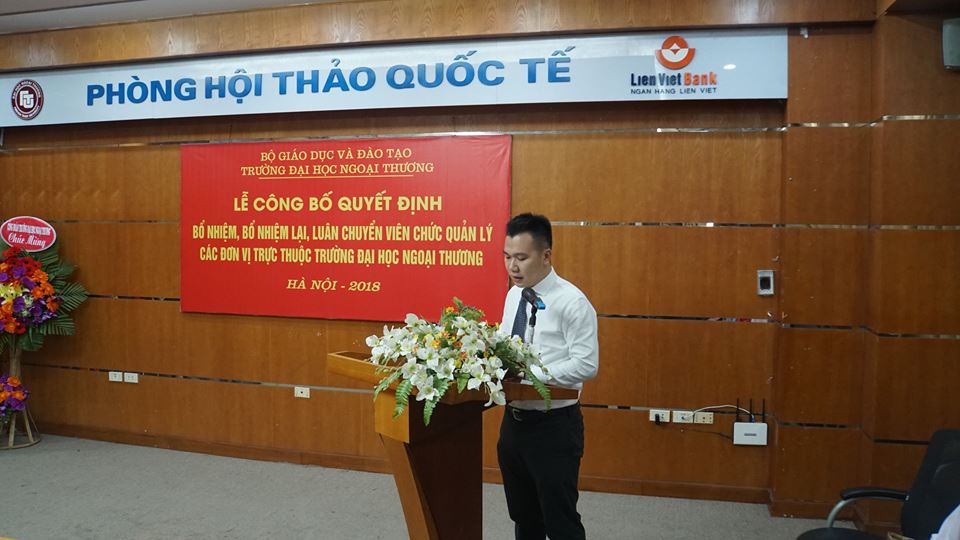 PHÒNG HỘI THẢO QUỐC TẾ
LienVietBank
NGÂN HÀNG LIÊN VIỆT
BỘ GIÁO DỤC VÀ ĐÀO TẠO
TRƯỜNG ĐẠI HỌC NGOẠI THƯƠNG
LỄ CÔNG BỐ QUYẾT ĐỊNH
BỔ NHIỆM, BỔ NHIỆM LẠI, LUÂN CHUYỂN VIÊN CHỨC QUẢN LÝ
CÁC ĐƠN VỊ TRỰC THUỘC TRƯỜNG ĐẠI HỌC NGOẠI THƯƠNG
HÀ NỘI - 2018
Chúc Mừng